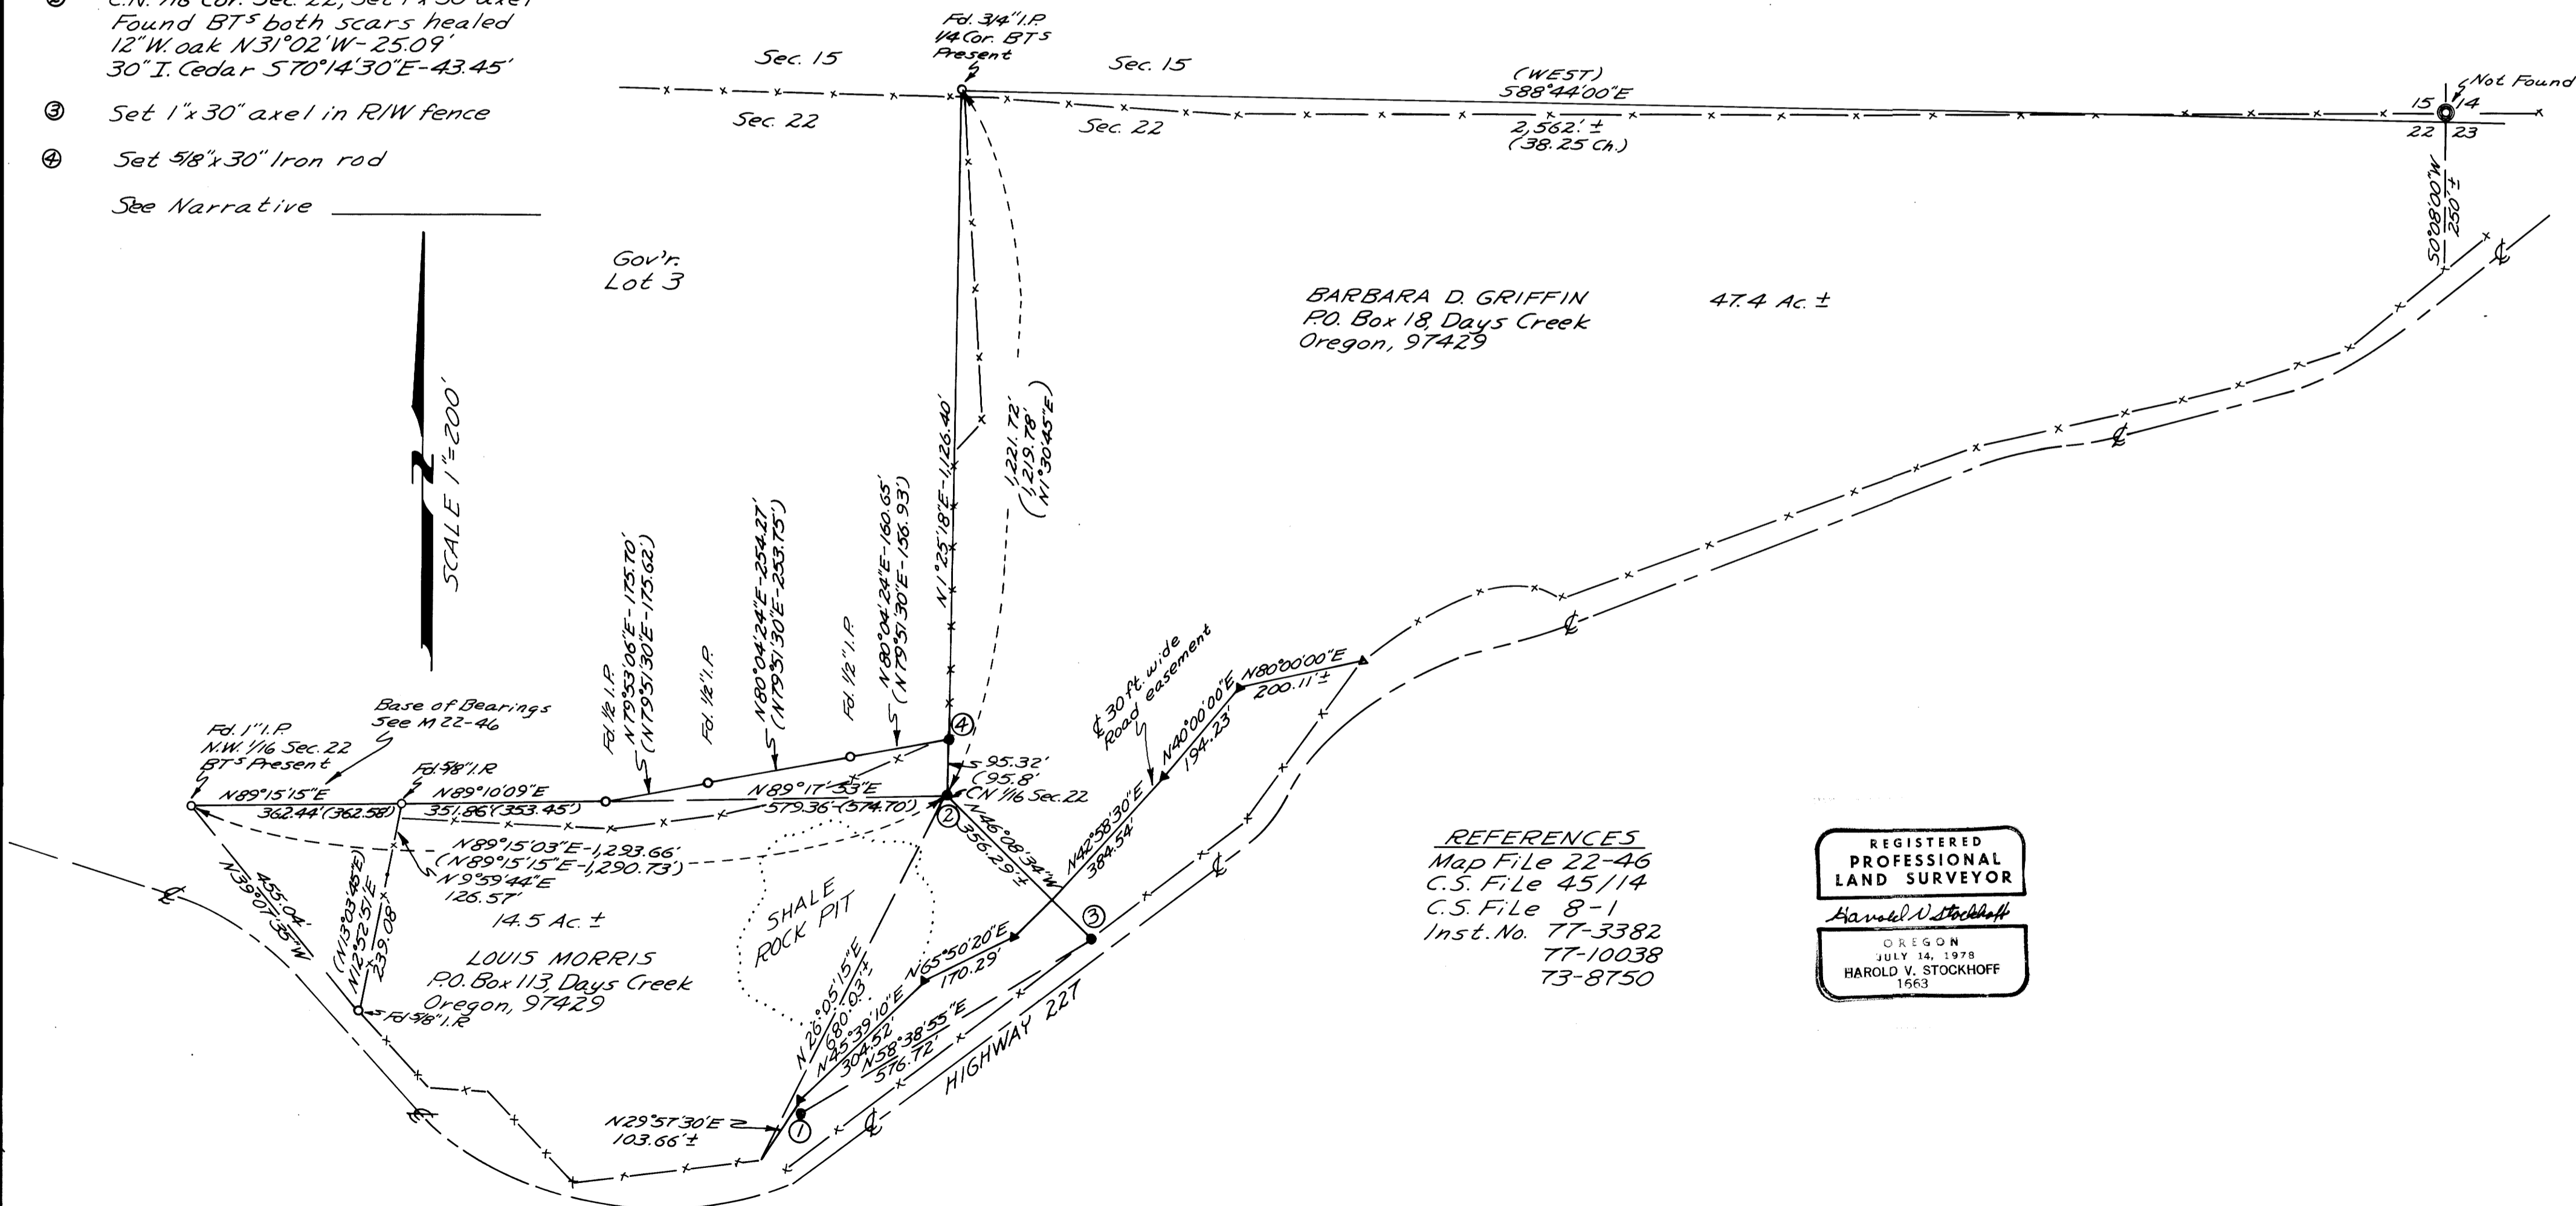 ② C.N. 1/16 Cor. Sec. 22, Set 1"x 30" axel
Found BTS both scars healed
12" W. oak N31°02'W-25.09'
30" I. Cedar S70°14'30"E-43.45'
③ Set 1"x 30" axel in R/W fence
④ Set 5/8"x 30" Iron rod
See Narrative
Fd. 3/4" I.P.
1/4 Cor. BTS
Present
Sec. 15
Sec. 22
Sec. 15
Sec. 22
(WEST)
S88°44'00"E
2,562.' ±
(38.25 Ch.)
Not Found
15 14
22 23
S0°08'00"W
250' ±
Gov'r.
Lot 3
SCALE 1"=200'
N
BARBARA D. GRIFFIN
P.O. Box 18, Days Creek
Oregon, 97429
47.4 Ac. ±
N1°25'18"E-1,126.40'
1,221.72'
(1,219.78'
N1°30'45"E)
Fd. 1/2 I.P.
N79°53'06"E-175.70'
(N79°51'30"E-175.62')
Fd. 1/2" I.P.
N80°04'24"E-254.27'
(N79°51'30"E-253.75')
Fd. 1/2" I.P.
N80°04'24"E-160.65'
(N79°51'30"E-156.93')
④
95.32'
(95.8'
CN 1/16 Sec. 22
②
Base of Bearings
See M 22-46
Fd. 1" I.P.
N.W. 1/16 Sec. 22
BTS Present
Fd. 5/8" I.R
N89°15'15"E
362.44'(362.58')
N89°10'09"E
351.86'(353.45')
N89°17'53"E
579.36'(574.70')
N89°15'03"E-1,293.66'
(N89°15'15"E-1,290.73')
N9°59'44"E
126.57'
455.04'
N39°07'35"W
(N13°03'45"E)
N12°52'51"E
239.08'
Fd 5/8" I.R
14.5 Ac. ±
LOUIS MORRIS
P.O. Box 113, Days Creek
Oregon, 97429
SHALE
ROCK PIT
N46°08'34"W
356.29' ±
③
℄ 30 ft. wide
Road easement
N80°00'00"E
200.11' ±
N40°00'00"E
194.23'
N42°58'30"E
384.54'
N65°50'20"E
170.29'
N26°05'15"E
680.03' ±
N45°39'10"E
304.52'
N58°38'55"E
576.72'
HIGHWAY 227
N29°57'30"E
103.66' ±
①
℄
℄
℄
℄
℄
℄
℄
REFERENCES
Map File 22-46
C.S. File 45/14
C.S. File 8-1
Inst. No. 77-3382
77-10038
73-8750
REGISTERED
PROFESSIONAL
LAND SURVEYOR
Harold V Stockhoff
OREGON
JULY 14, 1978
HAROLD V. STOCKHOFF
1663